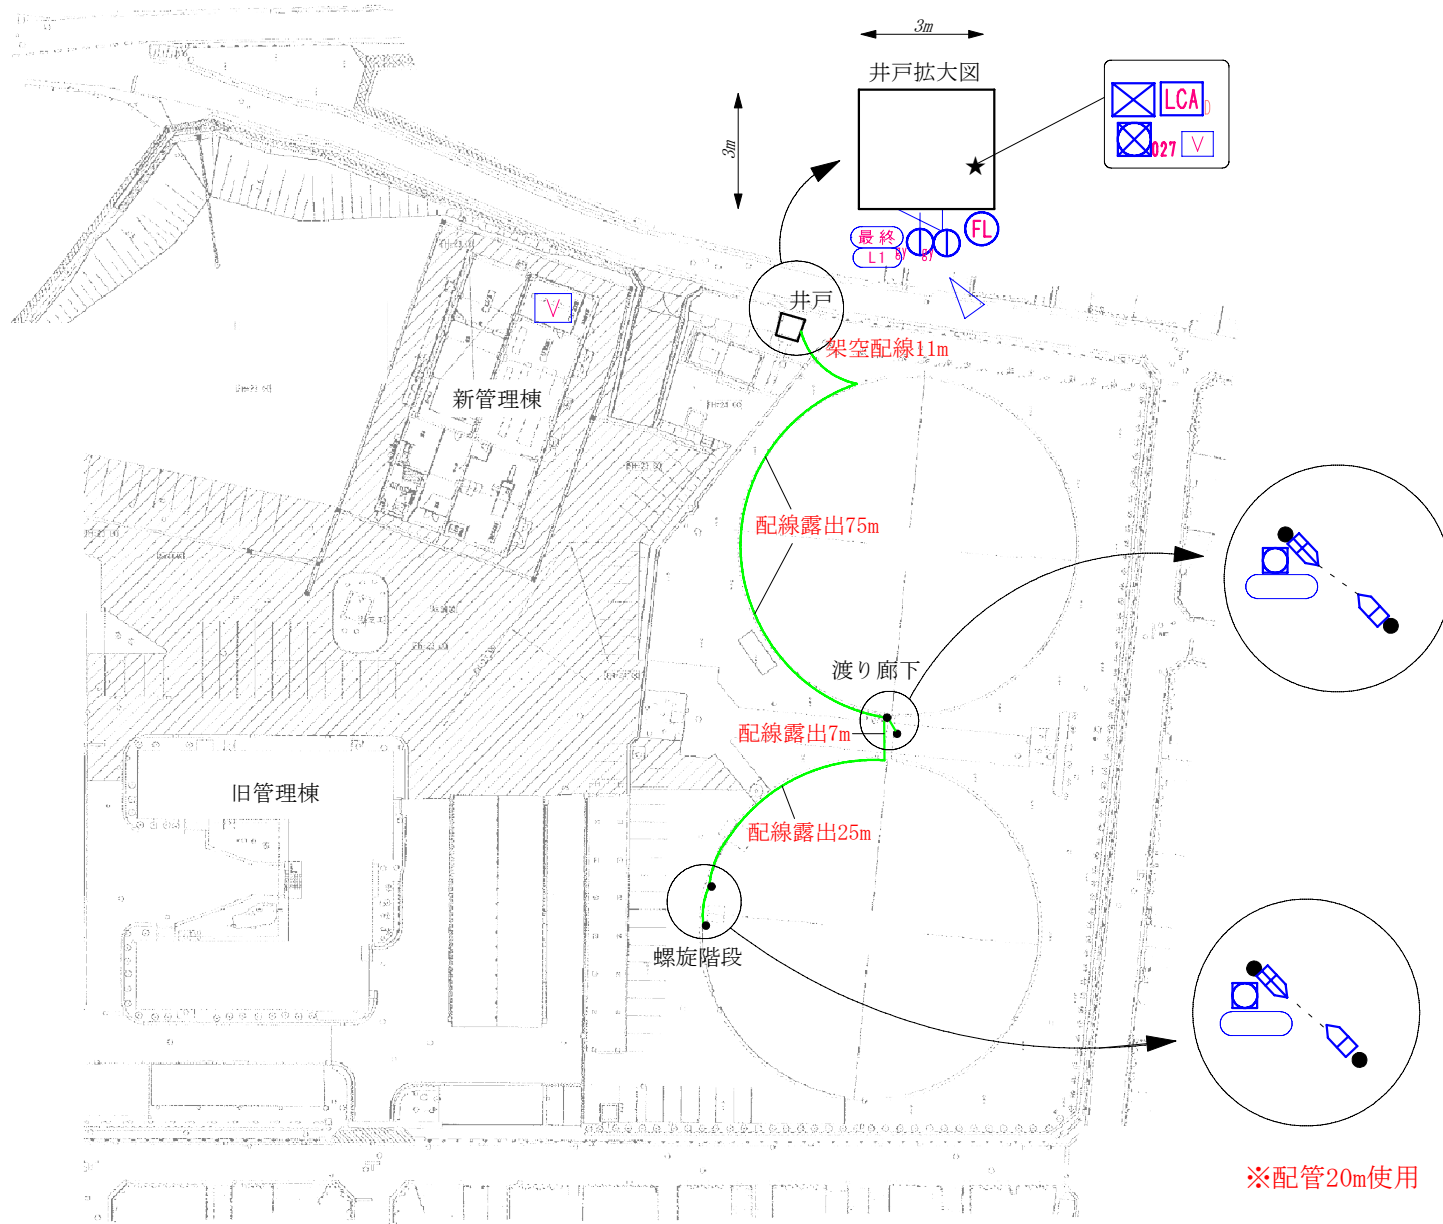 3m
井戸拡大図
3m
LCA
D
027
V
FL
最終
L1
井戸
V
架空配線11m
新管理棟
配線露出75m
渡り廊下
配線露出7m
旧管理棟
配線露出25m
螺旋階段
※配管20m使用